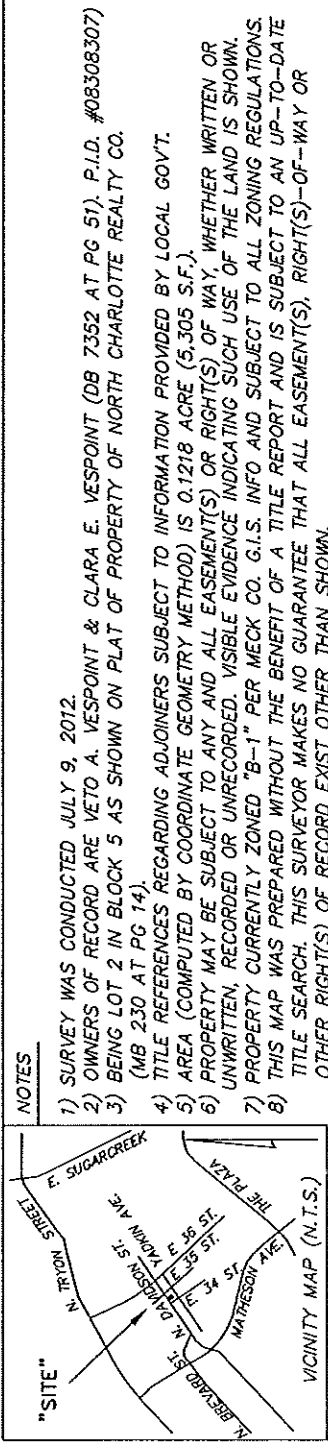 "SITE"
N. TRYON STREET
E. SUGARCREEK
N. DAVIDSON ST.
YADKIN AVE.
E. 36 ST.
E. 35 ST.
E. 34 ST.
N. BREVARD ST.
MATHESON AVE.
THE PLAZA
VICINITY MAP (N.T.S.)
NOTES
1) SURVEY WAS CONDUCTED JULY 9, 2012.
2) OWNERS OF RECORD ARE VETO A. VESPOINT & CLARA E. VESPOINT (DB 7352 AT PG 51). P.I.D. #08308307)
3) BEING LOT 2 IN BLOCK 5 AS SHOWN ON PLAT OF PROPERTY OF NORTH CHARLOTTE REALTY CO.
(MB 230 AT PG 14).
4) TITLE REFERENCES REGARDING ADJOINERS SUBJECT TO INFORMATION PROVIDED BY LOCAL GOV'T.
5) AREA (COMPUTED BY COORDINATE GEOMETRY METHOD) IS 0.1218 ACRE (5,305 S.F.).
6) PROPERTY MAY BE SUBJECT TO ANY AND ALL EASEMENT(S) OR RIGHT(S) OF WAY, WHETHER WRITTEN OR
UNWRITTEN, RECORDED OR UNRECORDED. VISIBLE EVIDENCE INDICATING SUCH USE OF THE LAND IS SHOWN.
7) PROPERTY CURRENTLY ZONED "B-1" PER MECK CO. G.I.S. INFO AND SUBJECT TO ALL ZONING REGULATIONS.
8) THIS MAP WAS PREPARED WITHOUT THE BENEFIT OF A TITLE REPORT AND IS SUBJECT TO AN UP-TO-DATE
TITLE SEARCH. THIS SURVEYOR MAKES NO GUARANTEE THAT ALL EASEMENT(S), RIGHT(S)-OF-WAY OR
OTHER RIGHT(S) OF RECORD EXIST OTHER THAN SHOWN.